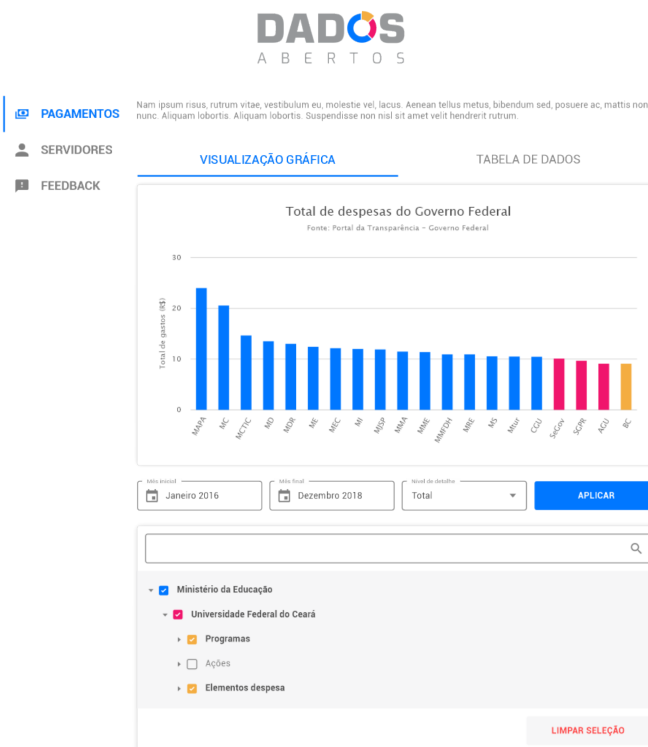 DADOS
ABERTOS
PAGAMENTOS
SERVIDORES
FEEDBACK
Nam ipsum risus, rutrum vitae, vestibulum eu, molestie vel, lacus. Aenean tellus metus, bibendum sed, posuere ac, mattis non
nunc. Aliquam lobortis. Aliquam lobortis. Suspendisse non nisl sit amet velit hendrerit rutrum.
VISUALIZAÇÃO GRÁFICA
TABELA DE DADOS
Total de despesas do Governo Federal
Fonte: Portal da Transparência – Governo Federal
Total de gastos (R$)
30
20
10
0
MAPA
MC
MCTIC
MD
MDR
ME
MEC
MI
MJSP
MMA
MME
MMFDH
MRE
MS
Mtur
CGU
SeGov
SGPR
AGU
BC
Mês inicial
Janeiro 2016
Mês final
Dezembro 2018
Nível de detalhe
Total
APLICAR
Ministério da Educação
Universidade Federal do Ceará
Programas
Ações
Elementos despesa
LIMPAR SELEÇÃO